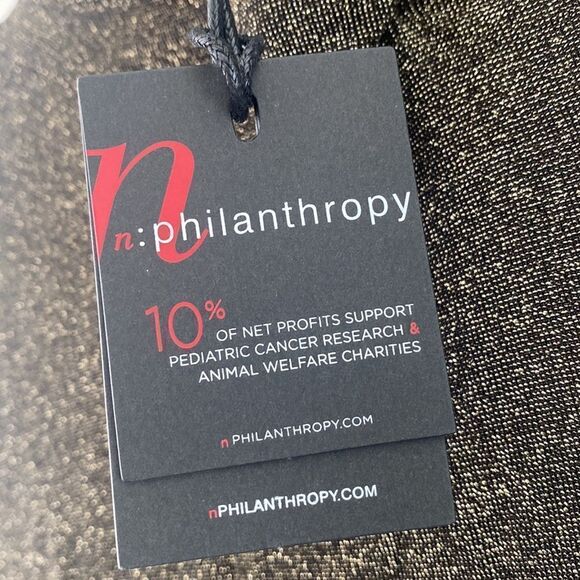 n
n:philanthropy
10%
OF NET PROFITS SUPPORT
PEDIATRIC CANCER RESEARCH &
ANIMAL WELFARE CHARITIES
nPHILANTHROPY.COM
nPHILANTHROPY.COM